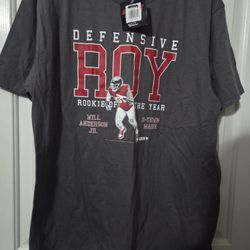 DEFENSIVE
ROY
ROOKIE OF THE YEAR
WILL
ANDERSON
JR.
H-TOWN
MADE